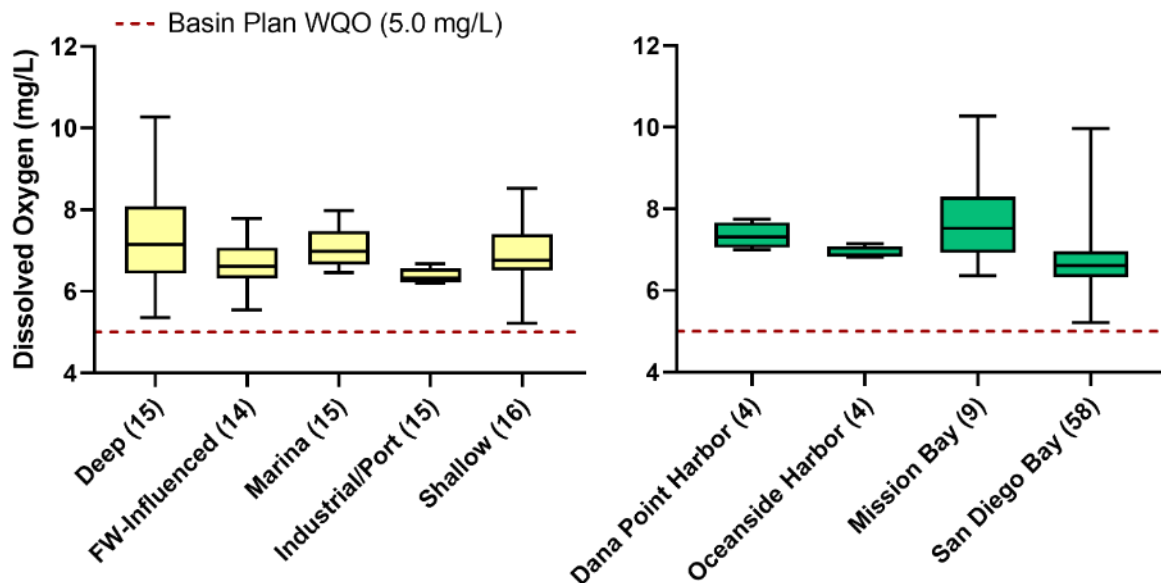 Basin Plan WQO (5.0 mg/L)
Dissolved Oxygen (mg/L)
12
10
8
6
4
Deep (15)
FW-Influenced (14)
Marina (15)
Industrial/Port (15)
Shallow (16)
12
10
8
6
4
Dana Point Harbor (4)
Oceanside Harbor (4)
Mission Bay (9)
San Diego Bay (58)